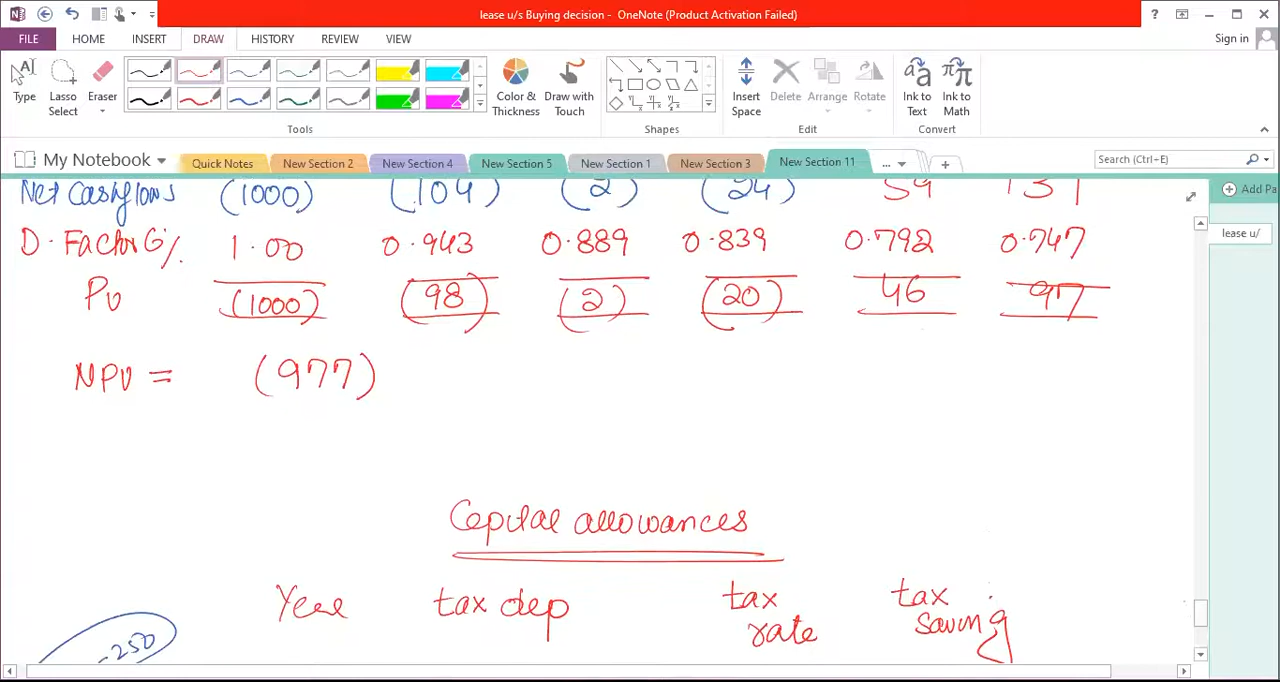 lease u/s Buying decision - OneNote (Product Activation Failed)
FILE HOME INSERT DRAW HISTORY REVIEW VIEW Sign in
Type Lasso Select Eraser Color & Thickness Draw with Touch Insert Space Delete Arrange Rotate Ink to Text Ink to Math
Tools Shapes Edit Convert
My Notebook Quick Notes New Section 2 New Section 4 New Section 5 New Section 1 New Section 3 New Section 11 ... Search (Ctrl+E)
Add Pa
lease u/
Net Cashflows (1000) (104) (2) (24) 59 131
D. Factor 6% 1.00 0.943 0.889 0.839 0.792 0.747
PV (1000) (98) (2) (20) 46 97
NPV = (977)
Capital allowances
Year tax dep tax rate tax saving
-250